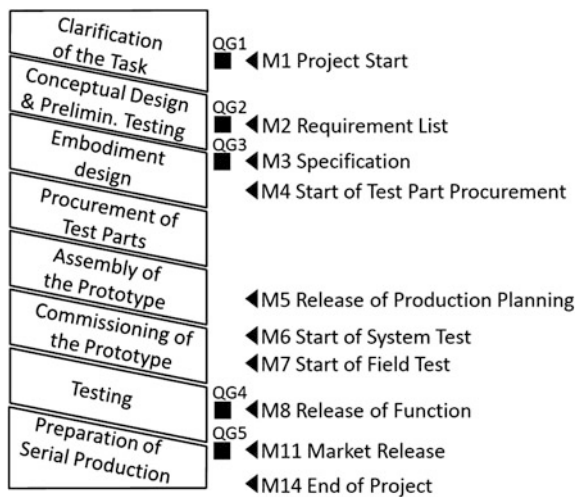 Clarification
of the Task
QG1
M1 Project Start
Conceptual Design
& Prelimin. Testing
QG2
M2 Requirement List
QG3
Embodiment
design
M3 Specification
M4 Start of Test Part Procurement
Procurement of
Test Parts
Assembly of
the Prototype
M5 Release of Production Planning
Commissioning of
the Prototype
M6 Start of System Test
M7 Start of Field Test
Testing
QG4
M8 Release of Function
QG5
Preparation of
Serial Production
M11 Market Release
M14 End of Project